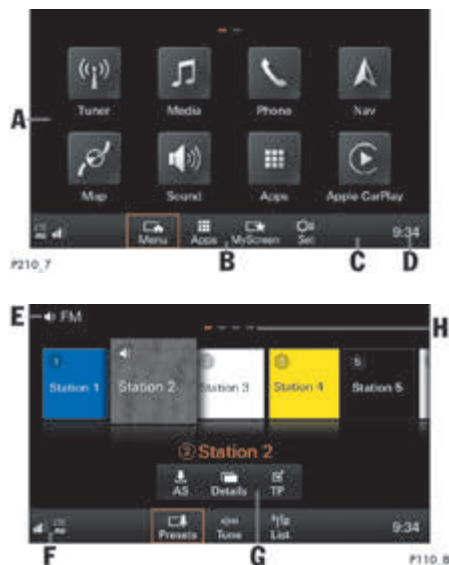 Tuner Media Phone Nav
A
Map Sound Apps Apple CarPlay
Menu Apps MyScreen Set 9:34
P210_7 B C D
E FM H
1 5
Station 1 Station 2 Station 3 Station 4 Station 5
② Station 2
AS Details TP
Presets Tune List 9:34
F G P110_8